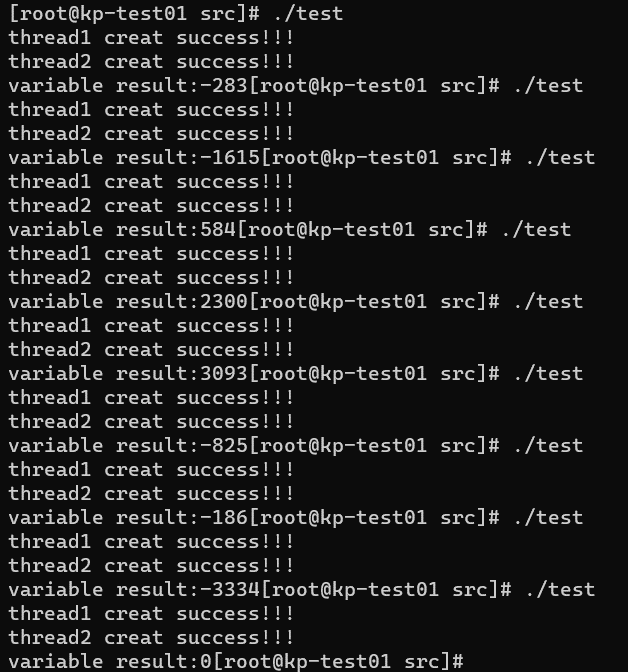 [root@kp-test01 src]# ./test
thread1 creat success!!!
thread2 creat success!!!
variable result:-283[root@kp-test01 src]# ./test
thread1 creat success!!!
thread2 creat success!!!
variable result:-1615[root@kp-test01 src]# ./test
thread1 creat success!!!
thread2 creat success!!!
variable result:584[root@kp-test01 src]# ./test
thread1 creat success!!!
thread2 creat success!!!
variable result:2300[root@kp-test01 src]# ./test
thread1 creat success!!!
thread2 creat success!!!
variable result:3093[root@kp-test01 src]# ./test
thread1 creat success!!!
thread2 creat success!!!
variable result:-825[root@kp-test01 src]# ./test
thread1 creat success!!!
thread2 creat success!!!
variable result:-186[root@kp-test01 src]# ./test
thread1 creat success!!!
thread2 creat success!!!
variable result:-3334[root@kp-test01 src]# ./test
thread1 creat success!!!
thread2 creat success!!!
variable result:0[root@kp-test01 src]#